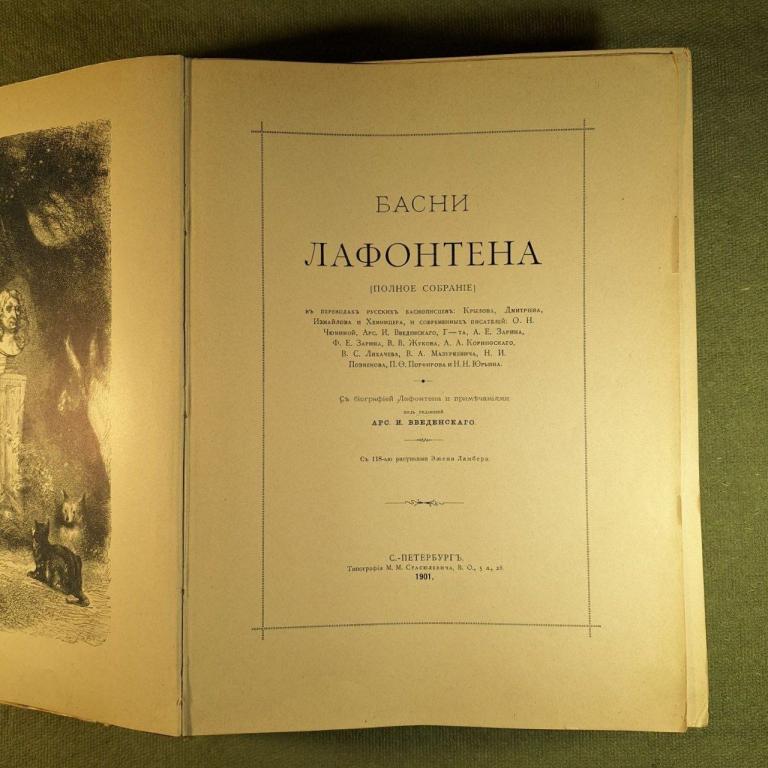 БАСНИ
ЛАФОНТЕНА
[ПОЛНОЕ СОБРАНІЕ]
въ переводахъ русскихъ баснописцевъ: Крылова, Дмитріева,
Измайлова и Хемницера, и современныхъ писателей: О. Н.
Чюминой, Арс. И. Введенскаго, Г—та, А. Е. Зарина,
Ф. Е. Зарина, В. В. Жукова, А. А. Коринфскаго,
В. С. Лихачева, В. А. Мазуркевича, Н. И.
Познякова, П. Ѳ. Порфирова и Н. Н. Юрьина.
Съ біографіей Лафонтена и примѣчаніями
подъ редакціей
АРС. И. ВВЕДЕНСКАГО.
Съ 118-ью рисунками Эжена Ламбера.
С.-ПЕТЕРБУРГЪ.
Типографія М. М. Стасюлевича, В. О., 5 л., 28.
1901.